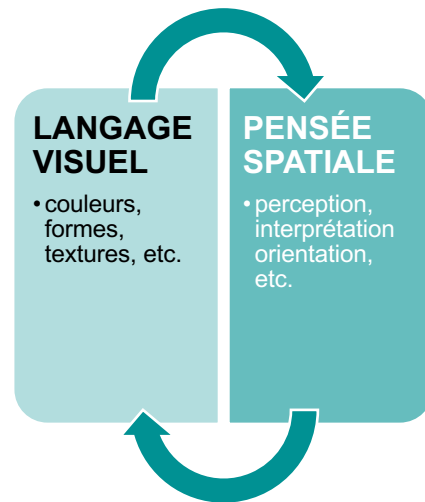 LANGAGE
VISUEL
• couleurs,
formes,
textures, etc.
PENSÉE
SPATIALE
• perception,
interprétation
orientation,
etc.